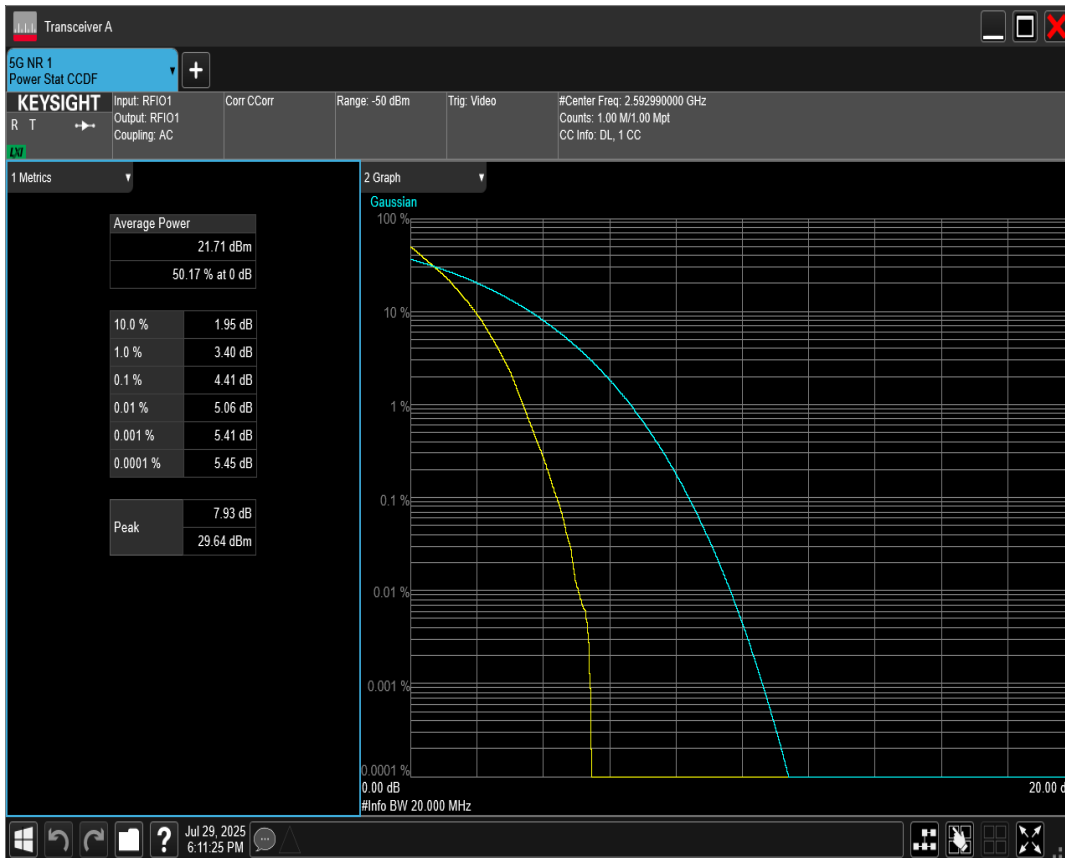 Transceiver A
5G NR 1
Power Stat CCDF
+
KEYSIGHT
R T
LXI
Input: RFIO1
Output: RFIO1
Coupling: AC
Corr CCorr
Range: -50 dBm
Trig: Video
#Center Freq: 2.592990000 GHz
Counts: 1.00 M/1.00 Mpt
CC Info: DL, 1 CC
1 Metrics
Average Power
21.71 dBm
50.17 % at 0 dB
10.0 % 1.95 dB
1.0 % 3.40 dB
0.1 % 4.41 dB
0.01 % 5.06 dB
0.001 % 5.41 dB
0.0001 % 5.45 dB
Peak
7.93 dB
29.64 dBm
2 Graph
Gaussian
100 %
10 %
1 %
0.1 %
0.01 %
0.001 %
0.0001 %
0.00 dB
20.00 d
#Info BW 20.000 MHz
?
Jul 29, 2025
6:11:25 PM